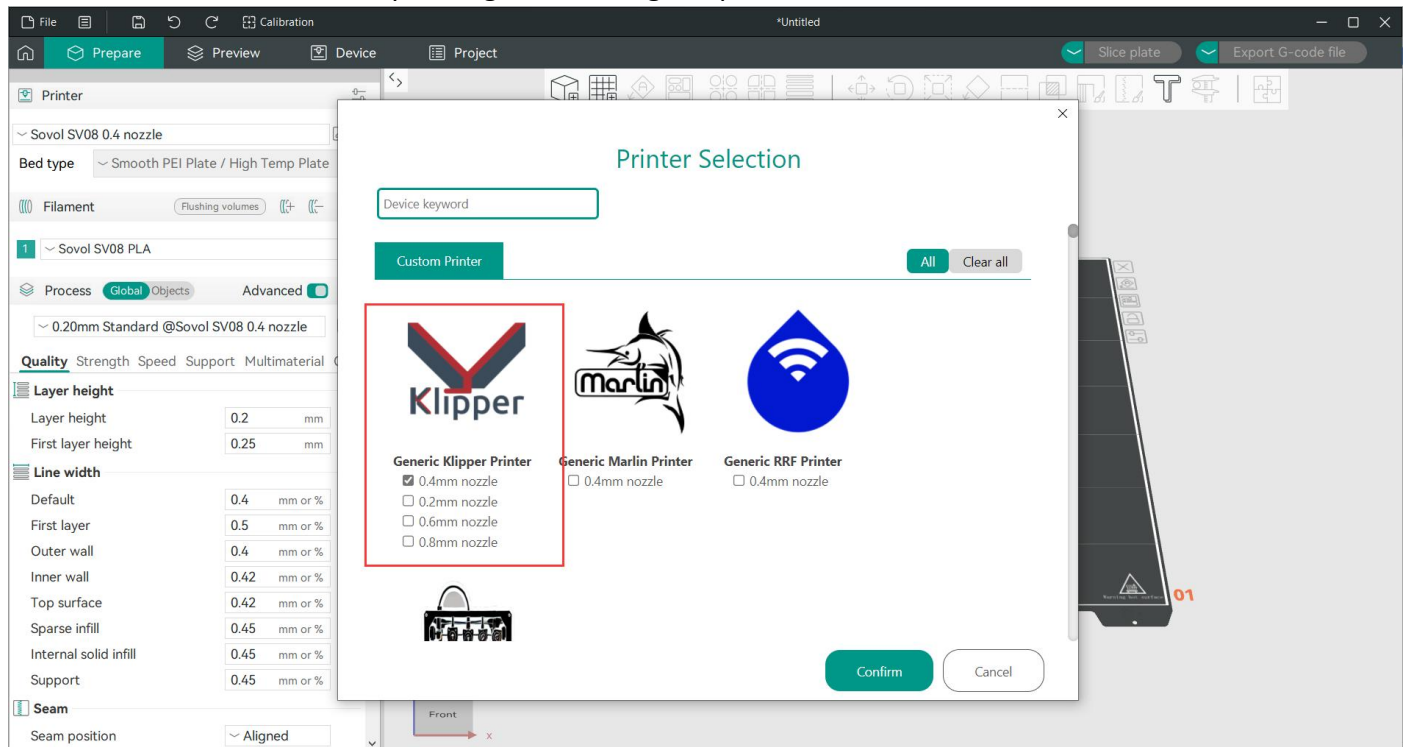 File
Calibration
*Untitled
Prepare
Preview
Device
Project
Slice plate
Export G-code file
Printer
Sovol SV08 0.4 nozzle
Bed type
Smooth PEI Plate / High Temp Plate
Filament
Flushing volumes
1
Sovol SV08 PLA
Process
Global
Objects
Advanced
0.20mm Standard @Sovol SV08 0.4 nozzle
Quality Strength Speed Support Multimaterial
Layer height
Layer height 0.2 mm
First layer height 0.25 mm
Line width
Default 0.4 mm or %
First layer 0.5 mm or %
Outer wall 0.4 mm or %
Inner wall 0.42 mm or %
Top surface 0.42 mm or %
Sparse infill 0.45 mm or %
Internal solid infill 0.45 mm or %
Support 0.45 mm or %
Seam
Seam position Aligned
Printer Selection
Device keyword
Custom Printer
All
Clear all
Klipper
Marlin
Generic Klipper Printer
0.4mm nozzle
0.2mm nozzle
0.6mm nozzle
0.8mm nozzle
Generic Marlin Printer
0.4mm nozzle
Generic RRF Printer
0.4mm nozzle
Confirm
Cancel
01
Front
x